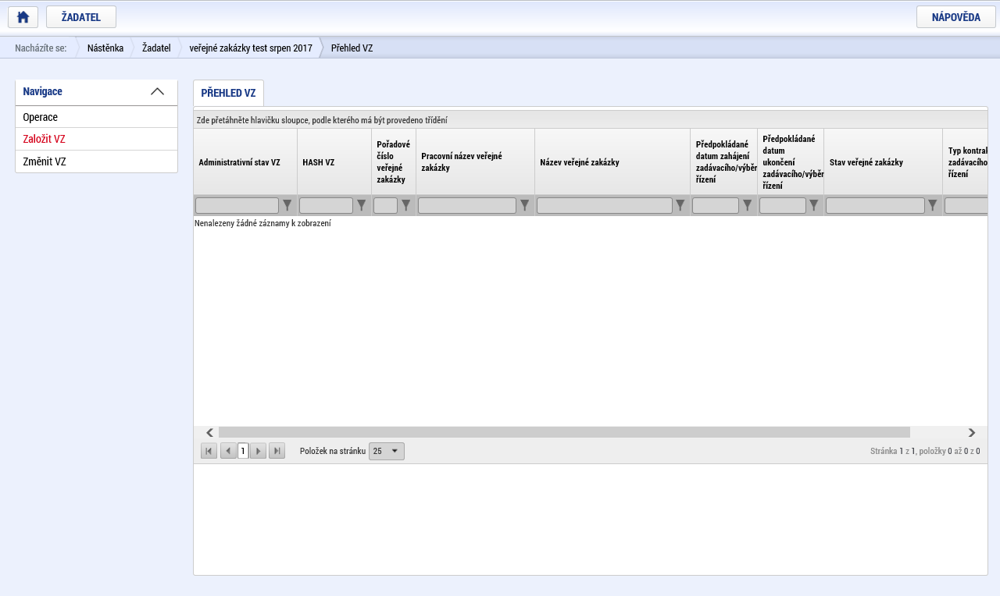 ŽADATEL
NÁPOVĚDA
Nacházíte se: Nástěnka Žadatel veřejné zakázky test srpen 2017 Přehled VZ
Navigace
Operace
Založit VZ
Změnit VZ
PŘEHLED VZ
Zde přetáhněte hlavičku sloupce, podle kterého má být provedeno třídění
Administrativní stav VZ
HASH VZ
Pořadové
číslo
veřejné
zakázky
Pracovní název veřejné
zakázky
Název veřejné zakázky
Předpokládané
datum zahájení
zadávacího/výběr
řízení
Předpokládané
datum
ukončení
zadávacího/výběr
řízení
Stav veřejné zakázky
Typ kontrak
zadávacího
řízení
Nenalezeny žádné záznamy k zobrazení
1
Položek na stránku 25
Stránka 1 z 1, položky 0 až 0 z 0